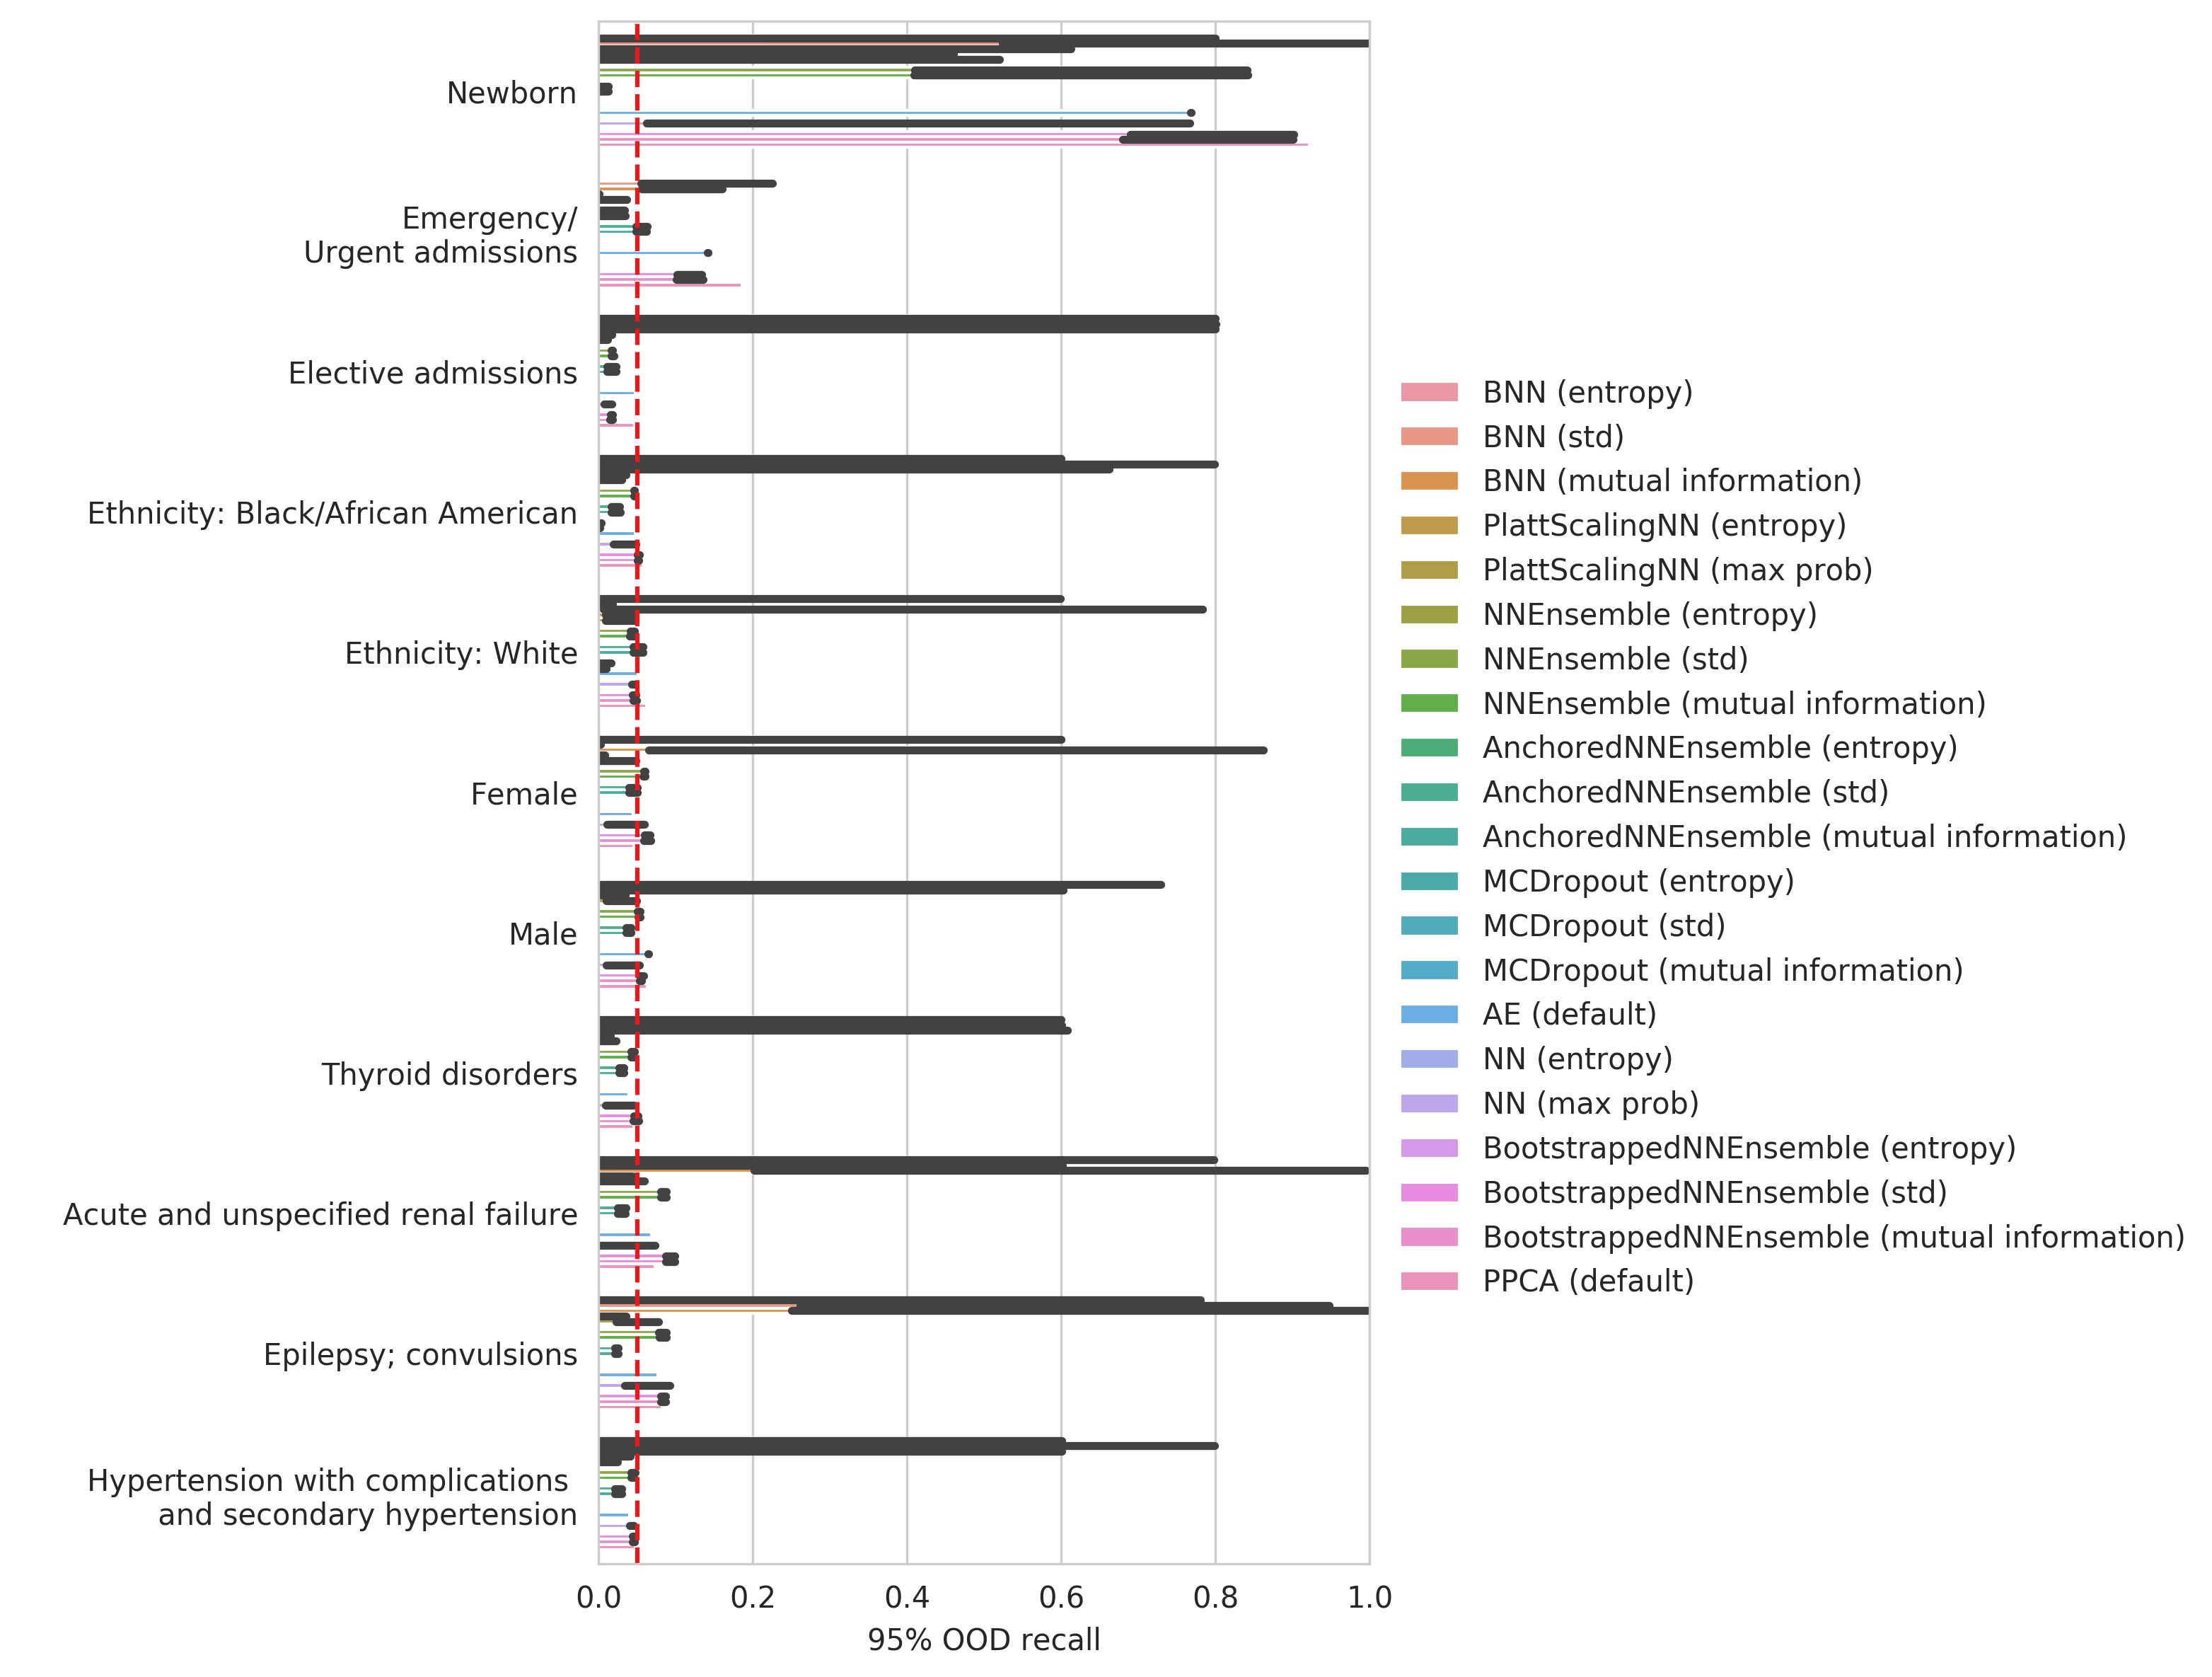 Newborn
Emergency/
Urgent admissions
Elective admissions
Ethnicity: Black/African American
Ethnicity: White
Female
Male
Thyroid disorders
Acute and unspecified renal failure
Epilepsy; convulsions
Hypertension with complications
and secondary hypertension
0.0 0.2 0.4 0.6 0.8 1.0
95% OOD recall
BNN (entropy)
BNN (std)
BNN (mutual information)
PlattScalingNN (entropy)
PlattScalingNN (max prob)
NNEnsemble (entropy)
NNEnsemble (std)
NNEnsemble (mutual information)
AnchoredNNEnsemble (entropy)
AnchoredNNEnsemble (std)
AnchoredNNEnsemble (mutual information)
MCDropout (entropy)
MCDropout (std)
MCDropout (mutual information)
AE (default)
NN (entropy)
NN (max prob)
BootstrappedNNEnsemble (entropy)
BootstrappedNNEnsemble (std)
BootstrappedNNEnsemble (mutual information)
PPCA (default)